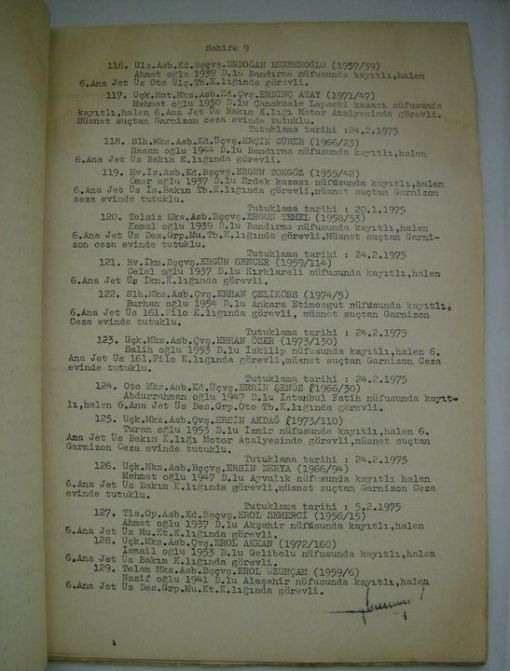 Sahife 9
116. Ulş.Asb.Kd.Bşçvş.ERDOĞAN BERBEROĞLU (1957/39)
Ahmet oğlu 1939 D.lu Bandırma nüfusunda kayıtlı,halen
6.Ana Jet Üs Oto Ulş.Tb.K.lığında görevli.
117. Uçk.Mot.Mks.Asb.Kd.Çvş.ERDİNÇ ATAY (1971/47)
Mehmet oğlu 1950 D.lu Çanakkale Lapseki kazası nüfusunda
kayıtlı,halen 6.Ana Jet Üs Bakım K.lığı Motor Atalyesinde görevli.
Müsnet suçtan Garnizon ceza evinde tutuklu.
Tutuklama tarihi :24.2.1975
118. Slh.Mks.Asb.Kd.Üçvş.ERÇİN GÜNER (1966/23)
Hasan oğlu 1944 D.lu Bandırma nüfusunda kayıtlı,halen
6.Ana Jet Üs Bakım K.lığında görevli.
119. Hv.İs.Asb.Kd.Bşçvş.ERGUN TOKGÖZ (1955/42)
Ömer oğlu 1937 D.lu Erdek kazası nüfusunda kayıtlı,halen
6.Ana Jet Üs İs.Bakım Tb.K.lığında görevli,müsnet suçtan Garnizon
ceza evinde tutuklu.
Tutuklama tarihi : 20.1.1975
120. Telsiz Mks.Asb.Bşçvş.ERGUN TEMEL (1958/53)
Kemal oğlu 1939 D.lu Bandırma nüfusunda kayıtlı,halen
6.Ana Jet Üs Des.Grp.Mu.Tb.K.lığında görevli.Müsnet suçtan Garni-
zon ceza evinde tutuklu.
Tutuklama tarihi : 24.2.1975
121. Hv.İkm.Bşçvş.ERGÜN SENCER (1959/114)
Celal oğlu 1937 D.lu Kırklareli nüfusunda kayıtlı,halen
6.Ana Jet Üs İkm.K.lığında görevli.
122. Slh.Mks.Asb.Çvş.ERHAN ÇELİKÖRS (1974/5)
Burhan oğlu 1954 D.lu Ankara Etimesgut nüfusunda kayıtlı,
6.Ana Jet Üs 161.Filo K.lığında görevli, müsnet suçtan Garnizon
Ceza evinde tutuklu.
Tutuklama tarihi : 24.2.1975
123. Uçk.Mks.Asb.Çvş.ERHAN ÖZER (1975/130)
Salih oğlu 1953 D.lu İskilip nüfusunda kayıtlı,halen 6.
Ana Jet Üs 161.Filo K.lığında görevli,müsnet suçtan Garnizon Ceza
evinde tutuklu.
Tutuklama tarihi : 24.2.1975
124. Oto Mks.Asb.Kd.Üçvş.ERSİN ŞENÖZ (1966/30)
Abdurrahman oğlu 1947 D.lu İstanbul Fatih nüfusunda kayıt-
lı,halen 6.Ana Jet Üs Des.Grp.Oto Tb.K.lığında görevli.
125. Uçk.Mks.Asb.Çvş.ERSİN AKDAĞ (1973/110)
Turan oğlu 1953 D.lu İzmir nüfusunda kayıtlı,halen 6.
Ana Jet Üs Bakım K.lığı Motor Atalyesinde görevli,müsnet suçtan
Garnizon Ceza evinde tutuklu.
Tutuklama tarihi : 24.2.1975
126. Uçk.Mks.Asb.Bşçvş.ERSİN DERYA (1966/94)
Mehmet oğlu 1947 D.lu Ayvalık nüfusunda kayıtlı,halen
6.Ana Jet Üs Bakım K.lığında görevli,müsnet suçtan Garnizon Ceza
evinde tutuklu.
Tutuklama tarihi : 5.2.1975
127. Tls.Op.Asb.Kd.Bşçvş.EROL SEMERCİ (1956/15)
Ahmet oğlu 1937 D.lu Akşehir nüfusunda kayıtlı,halen
6.Ana Jet Üs Mu.Kt.K.lığında görevli.
128. Uçk.Mks.Asb.Çvş.EROL AKKAN (1972/160)
İsmail oğlu 1953 D.lu Gelibolu nüfusunda kayıtlı,halen
6.Ana Jet Üs Bakım K.lığında görevli.
129. Telem Mks.Asb.Bşçvş.EROL UZUNÇAM (1959/6)
Nazif oğlu 1941 D.lu Alaşehir nüfusunda kayıtlı,halen
6.Ana Jet Üs Des.Grp.Mu.Kt.K.lığında görevli.